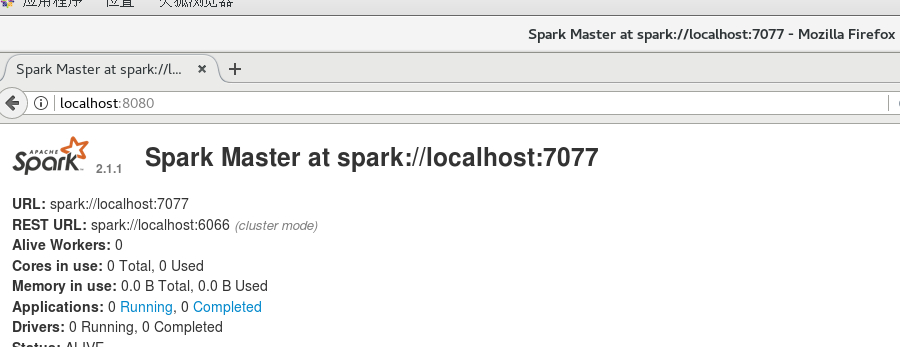 应用程序 位置 火狐浏览器
Spark Master at spark://localhost:7077 - Mozilla Firefox
Spark Master at spark://l...
localhost:8080
APACHE Spark 2.1.1 Spark Master at spark://localhost:7077
URL: spark://localhost:7077
REST URL: spark://localhost:6066 (cluster mode)
Alive Workers: 0
Cores in use: 0 Total, 0 Used
Memory in use: 0.0 B Total, 0.0 B Used
Applications: 0 Running, 0 Completed
Drivers: 0 Running, 0 Completed
Status: ALIVE